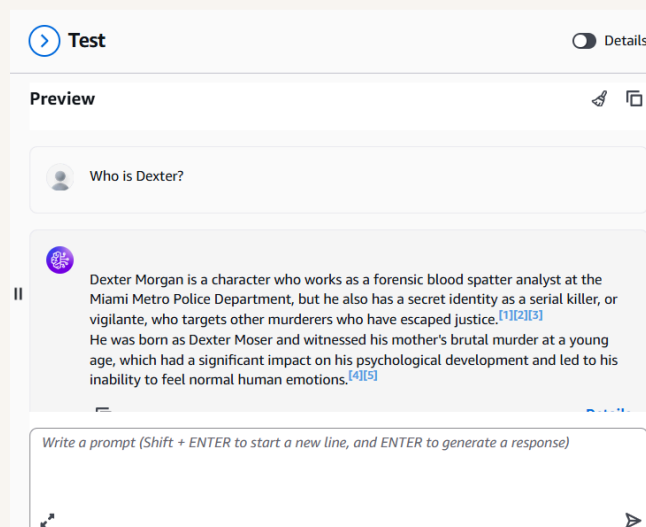 Test
Details
Preview
Who is Dexter?
Dexter Morgan is a character who works as a forensic blood spatter analyst at the
Miami Metro Police Department, but he also has a secret identity as a serial killer, or
vigilante, who targets other murderers who have escaped justice.[1][2][3]
He was born as Dexter Moser and witnessed his mother's brutal murder at a young
age, which had a significant impact on his psychological development and led to his
inability to feel normal human emotions.[4][5]
Details
Write a prompt (Shift + ENTER to start a new line, and ENTER to generate a response)